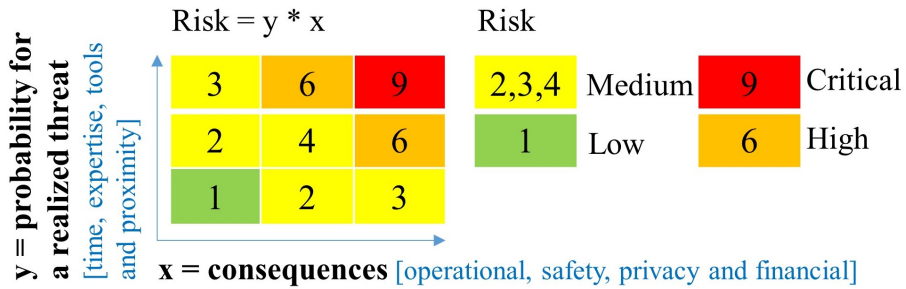 Risk = y * x
Risk
y = probability for
a realized threat
[time, expertise, tools
and proximity]
3 6 9
2 4 6
1 2 3
2,3,4 Medium 9 Critical
1 Low 6 High
x = consequences [operational, safety, privacy and financial]